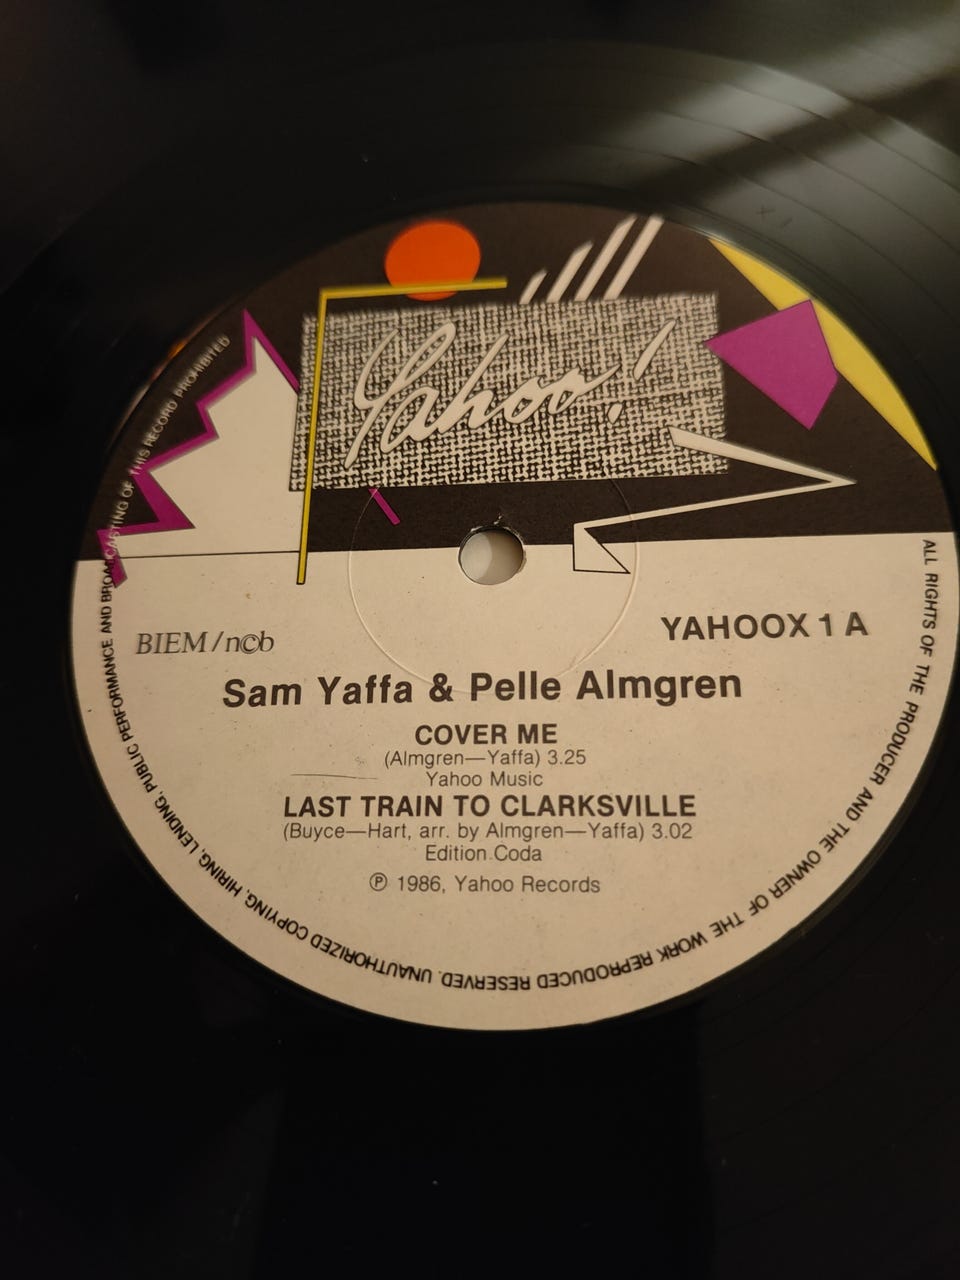 Yahoo!
BIEM/n©b
YAHOOX 1 A
Sam Yaffa & Pelle Almgren
COVER ME
(Almgren—Yaffa) 3.25
Yahoo Music
LAST TRAIN TO CLARKSVILLE
(Buyce—Hart, arr. by Almgren—Yaffa) 3.02
Edition Coda
℗ 1986, Yahoo Records
ALL RIGHTS OF THE PRODUCER AND THE OWNER OF THE WORK REPRODUCED RESERVED. UNAUTHORIZED COPYING, HIRING, LENDING, PUBLIC PERFORMANCE AND BROADCASTING OF THIS RECORD PROHIBITED